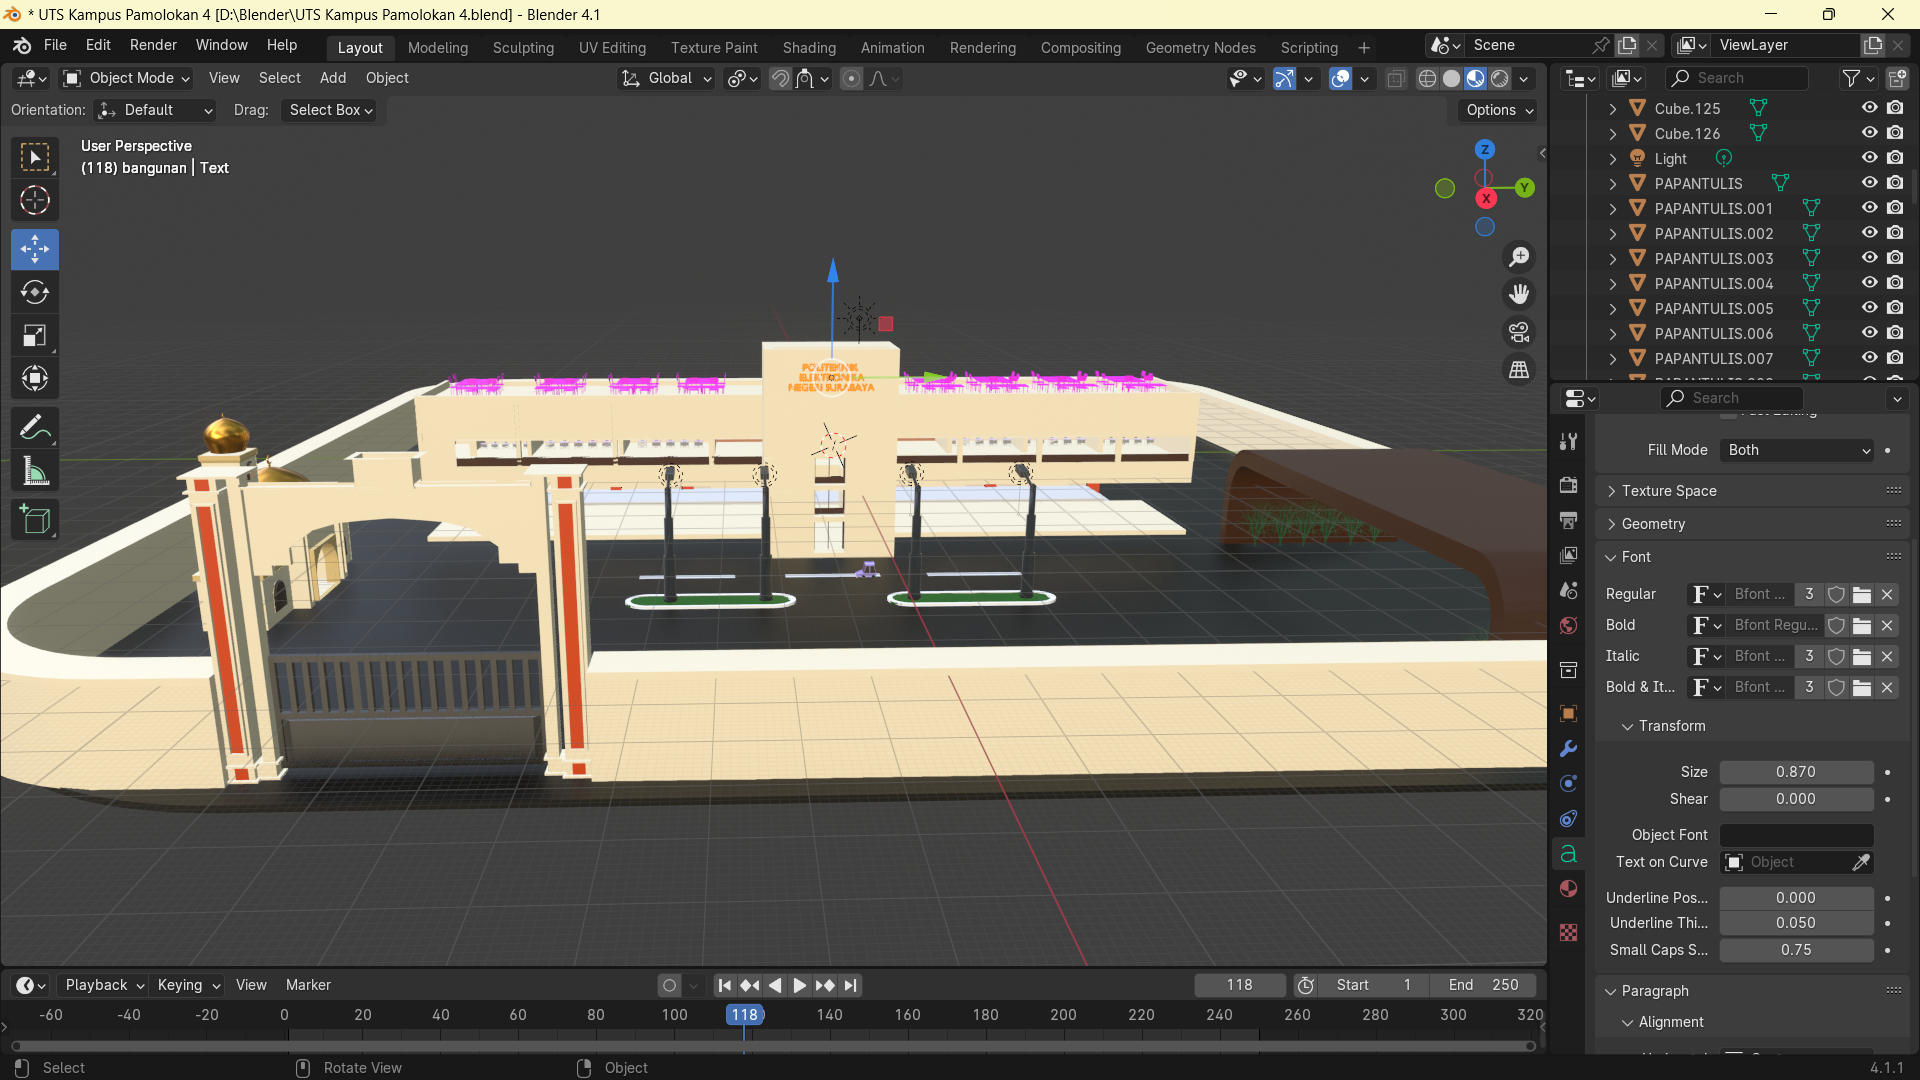 * UTS Kampus Pamolokan 4 [D:\Blender\UTS Kampus Pamolokan 4.blend] - Blender 4.1
File Edit Render Window Help Layout Modeling Sculpting UV Editing Texture Paint Shading Animation Rendering Compositing Geometry Nodes Scripting + Scene ViewLayer
Object Mode View Select Add Object Global Search
Orientation: Default Drag: Select Box Options
User Perspective
(118) bangunan | Text
Z
Y
X
POLITEKNIK
ELEKTRONIKA
NEGERI SURABAYA
Cube.125
Cube.126
Light
PAPANTULIS
PAPANTULIS.001
PAPANTULIS.002
PAPANTULIS.003
PAPANTULIS.004
PAPANTULIS.005
PAPANTULIS.006
PAPANTULIS.007
Search
Fill Mode Both
Texture Space
Geometry
Font
Regular F Bfont ... 3
Bold F Bfont Regu...
Italic F Bfont ... 3
Bold & It... F Bfont ... 3
Transform
Size 0.870
Shear 0.000
Object Font
Text on Curve Object
Underline Pos... 0.000
Underline Thi... 0.050
Small Caps S... 0.75
Paragraph
Alignment
Playback Keying View Marker 118 Start 1 End 250
-60 -40 -20 0 20 40 60 80 100 118 140 160 180 200 220 240 260 280 300 320
Select Rotate View Object 4.1.1